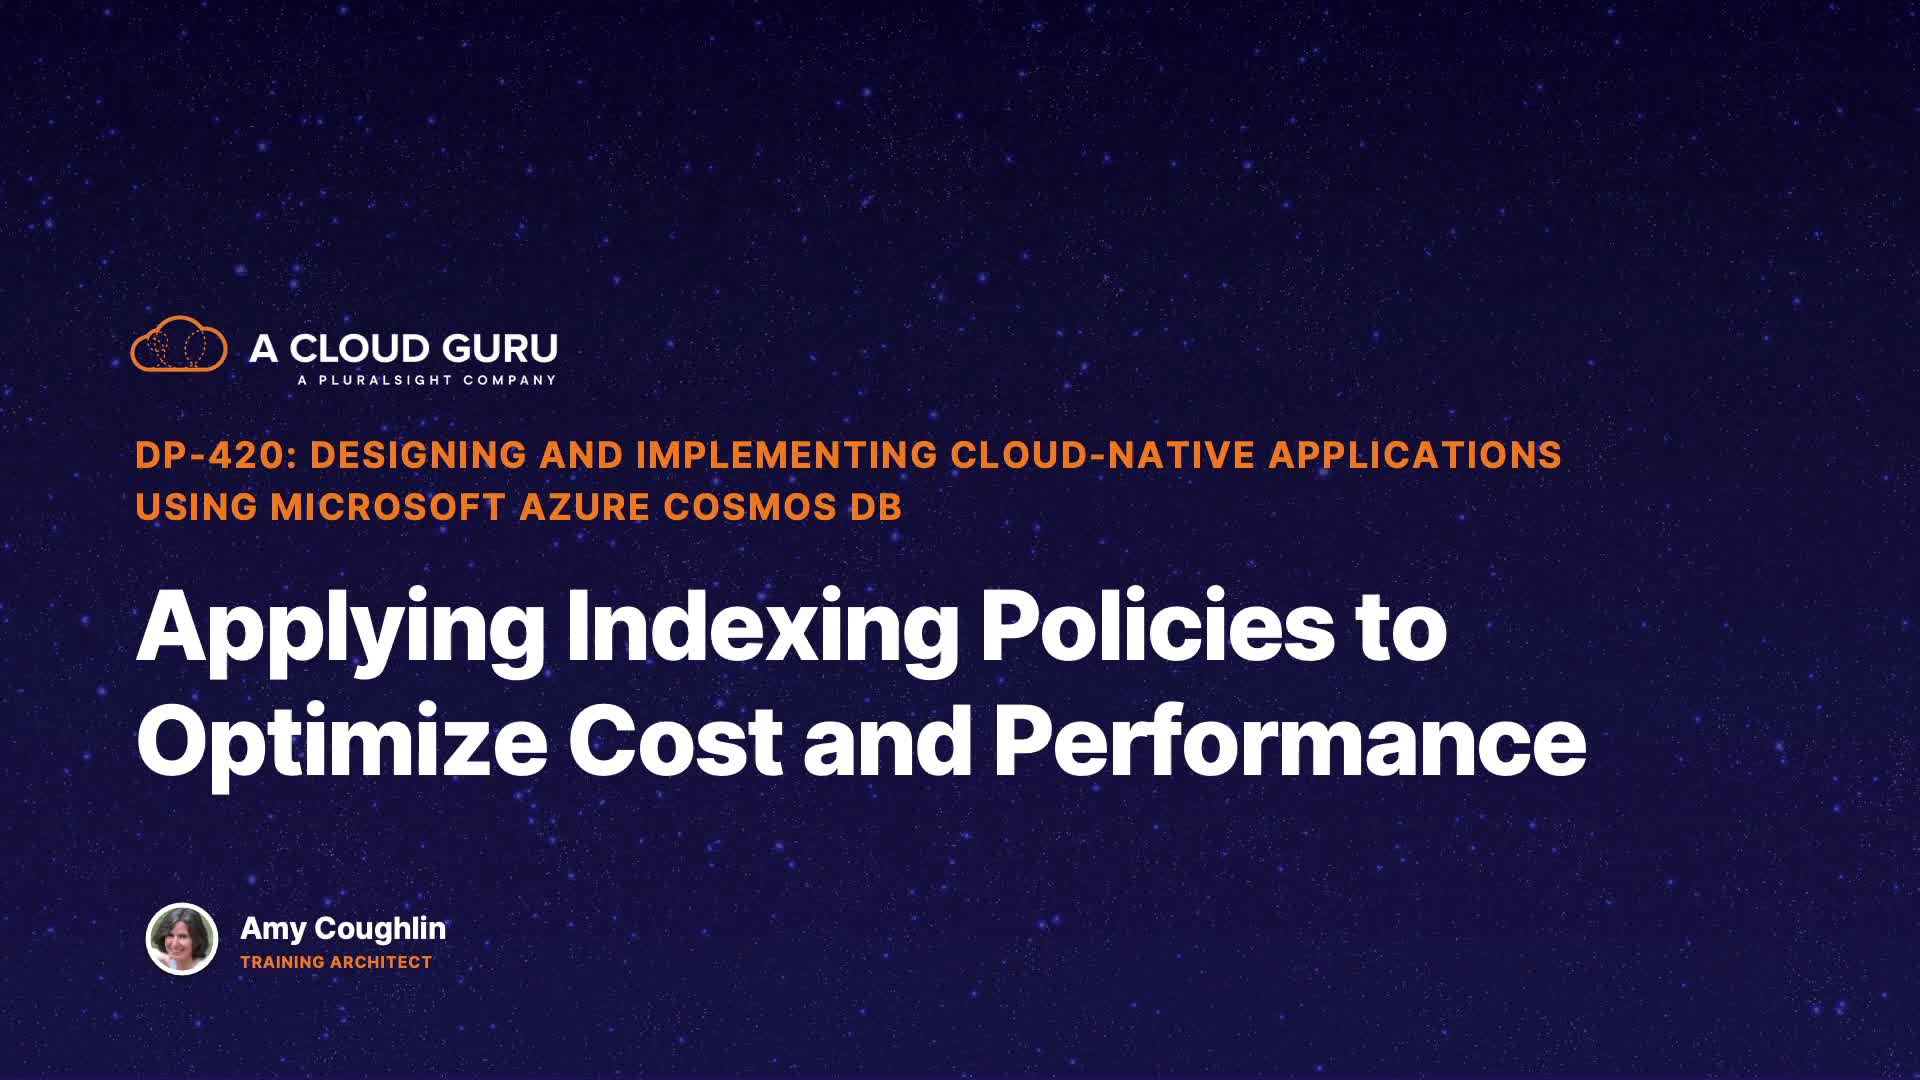 A CLOUD GURU
A PLURALSIGHT COMPANY
DP-420: DESIGNING AND IMPLEMENTING CLOUD-NATIVE APPLICATIONS
USING MICROSOFT AZURE COSMOS DB
Applying Indexing Policies to
Optimize Cost and Performance
Amy Coughlin
TRAINING ARCHITECT